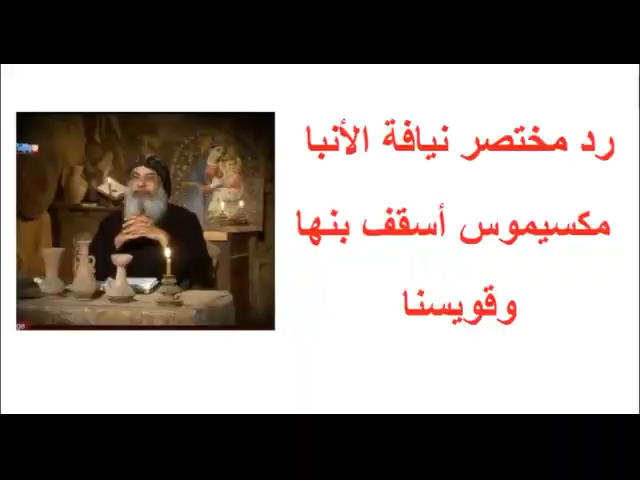 رد مختصر نيافة الأنبا
مكسيموس أسقف بنها
وقويسنا